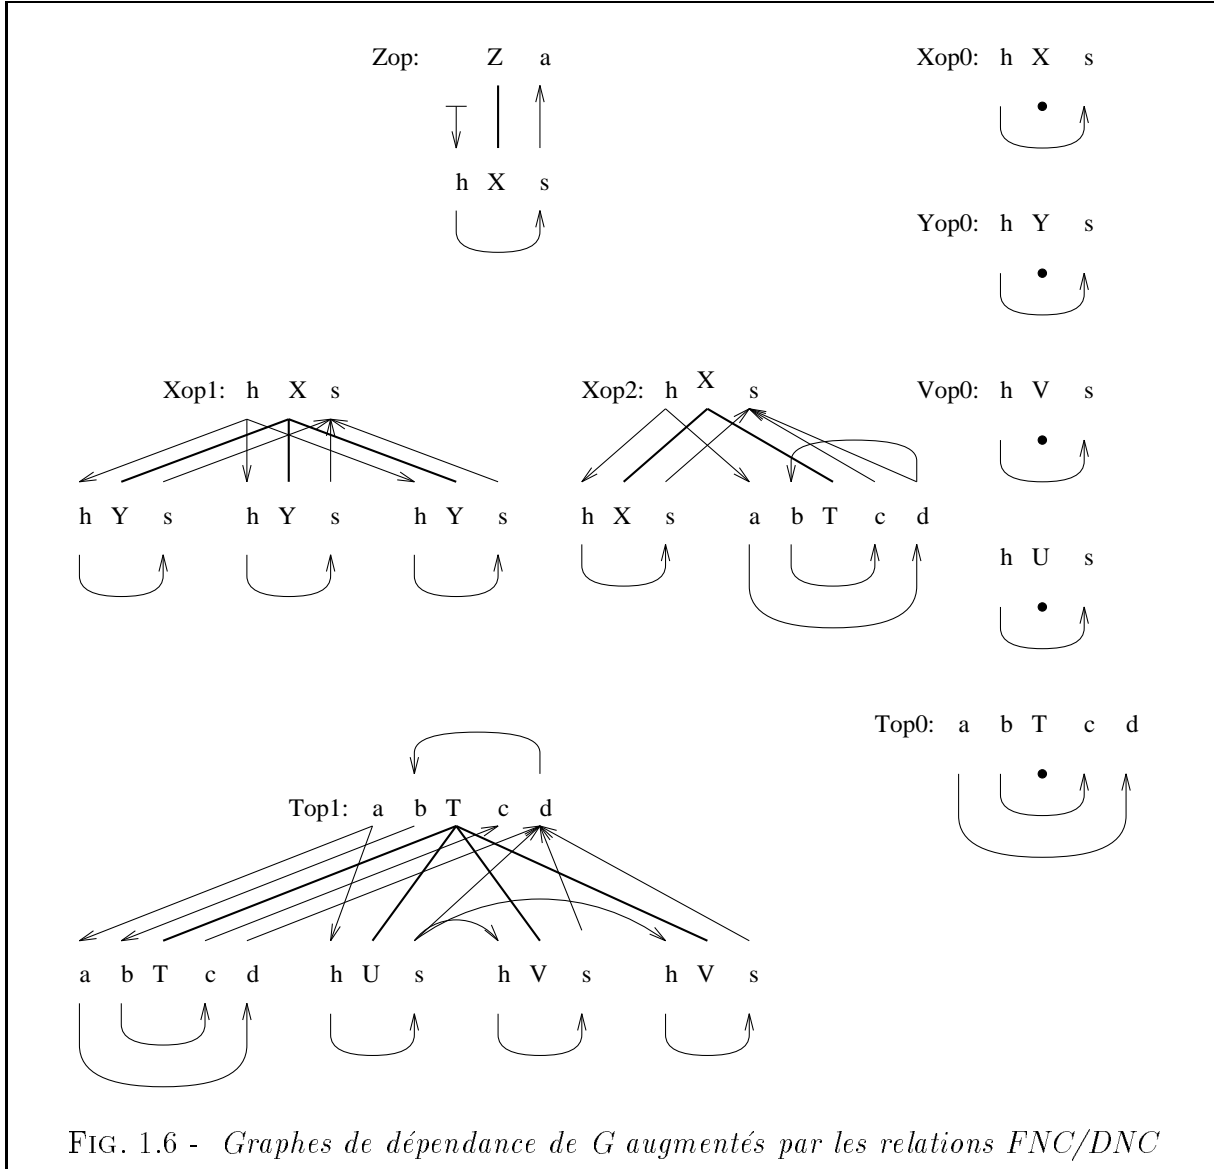 Zop: Z a
h X s
Xop0: h X s
Yop0: h Y s
Xop1: h X s
h Y s h Y s h Y s
Xop2: h X s
h X s a b T c d
Vop0: h V s
h U s
Top0: a b T c d
Top1: a b T c d
a b T c d h U s h V s h V s
FIG. 1.6 - Graphes de dépendance de G augmentés par les relations FNC/DNC